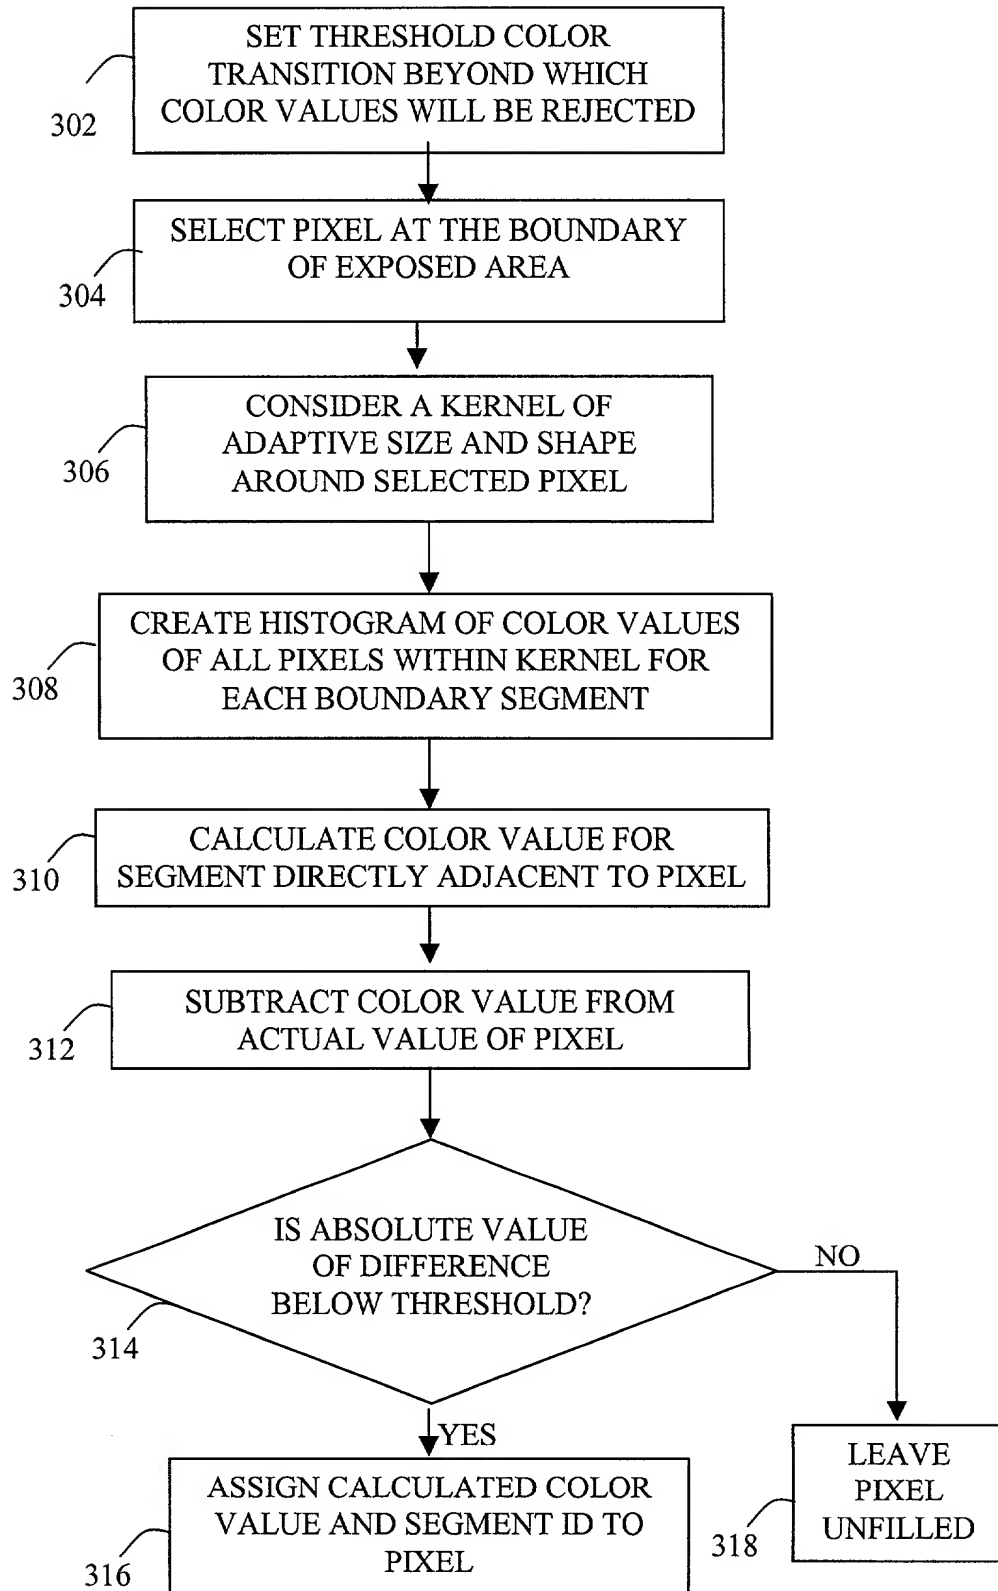 SET THRESHOLD COLOR
TRANSITION BEYOND WHICH
COLOR VALUES WILL BE REJECTED
302
SELECT PIXEL AT THE BOUNDARY
OF EXPOSED AREA
304
CONSIDER A KERNEL OF
ADAPTIVE SIZE AND SHAPE
AROUND SELECTED PIXEL
306
CREATE HISTOGRAM OF COLOR VALUES
OF ALL PIXELS WITHIN KERNEL FOR
EACH BOUNDARY SEGMENT
308
CALCULATE COLOR VALUE FOR
SEGMENT DIRECTLY ADJACENT TO PIXEL
310
SUBTRACT COLOR VALUE FROM
ACTUAL VALUE OF PIXEL
312
IS ABSOLUTE VALUE
OF DIFFERENCE
BELOW THRESHOLD?
NO
314
YES
ASSIGN CALCULATED COLOR
VALUE AND SEGMENT ID TO
PIXEL
316
LEAVE
PIXEL
UNFILLED
318